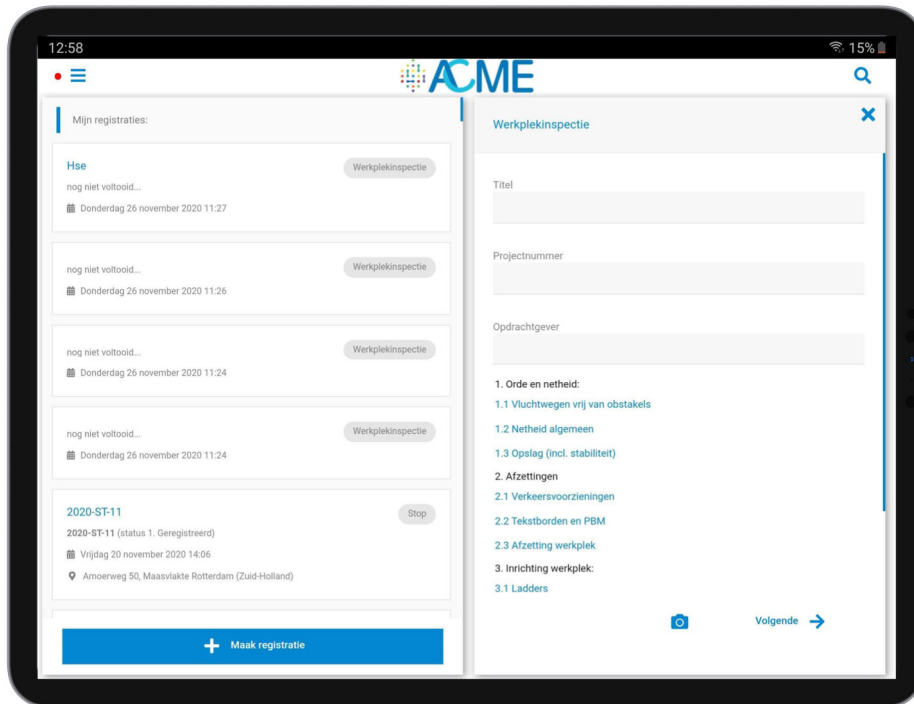 12:58
15%
ACME
Mijn registraties:
Hse
Werkplekinspectie
nog niet voltooid...
Donderdag 26 november 2020 11:27
Werkplekinspectie
nog niet voltooid...
Donderdag 26 november 2020 11:26
Werkplekinspectie
nog niet voltooid...
Donderdag 26 november 2020 11:24
Werkplekinspectie
nog niet voltooid...
Donderdag 26 november 2020 11:24
2020-ST-11
Stop
2020-ST-11 (status 1. Geregistreerd)
Vrijdag 20 november 2020 14:06
Amoerweg 50, Maasvlakte Rotterdam (Zuid-Holland)
Maak registratie
Werkplekinspectie
Titel
Projectnummer
Opdrachtgever
1. Orde en netheid:
1.1 Vluchtwegen vrij van obstakels
1.2 Netheid algemeen
1.3 Opslag (incl. stabiliteit)
2. Afzettingen
2.1 Verkeersvoorzieningen
2.2 Tekstborden en PBM
2.3 Afzetting werkplek
3. Inrichting werkplek:
3.1 Ladders
Volgende